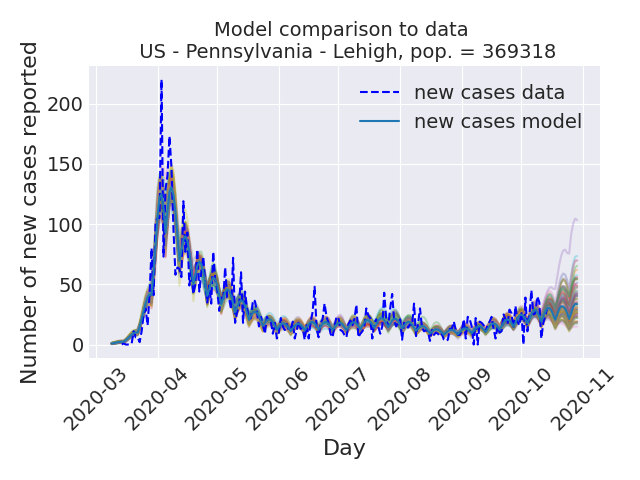 Model comparison to data
US - Pennsylvania - Lehigh, pop. = 369318
new cases data
new cases model
Number of new cases reported
200
150
100
50
0
2020-03
2020-04
2020-05
2020-06
2020-07
2020-08
2020-09
2020-10
2020-11
Day